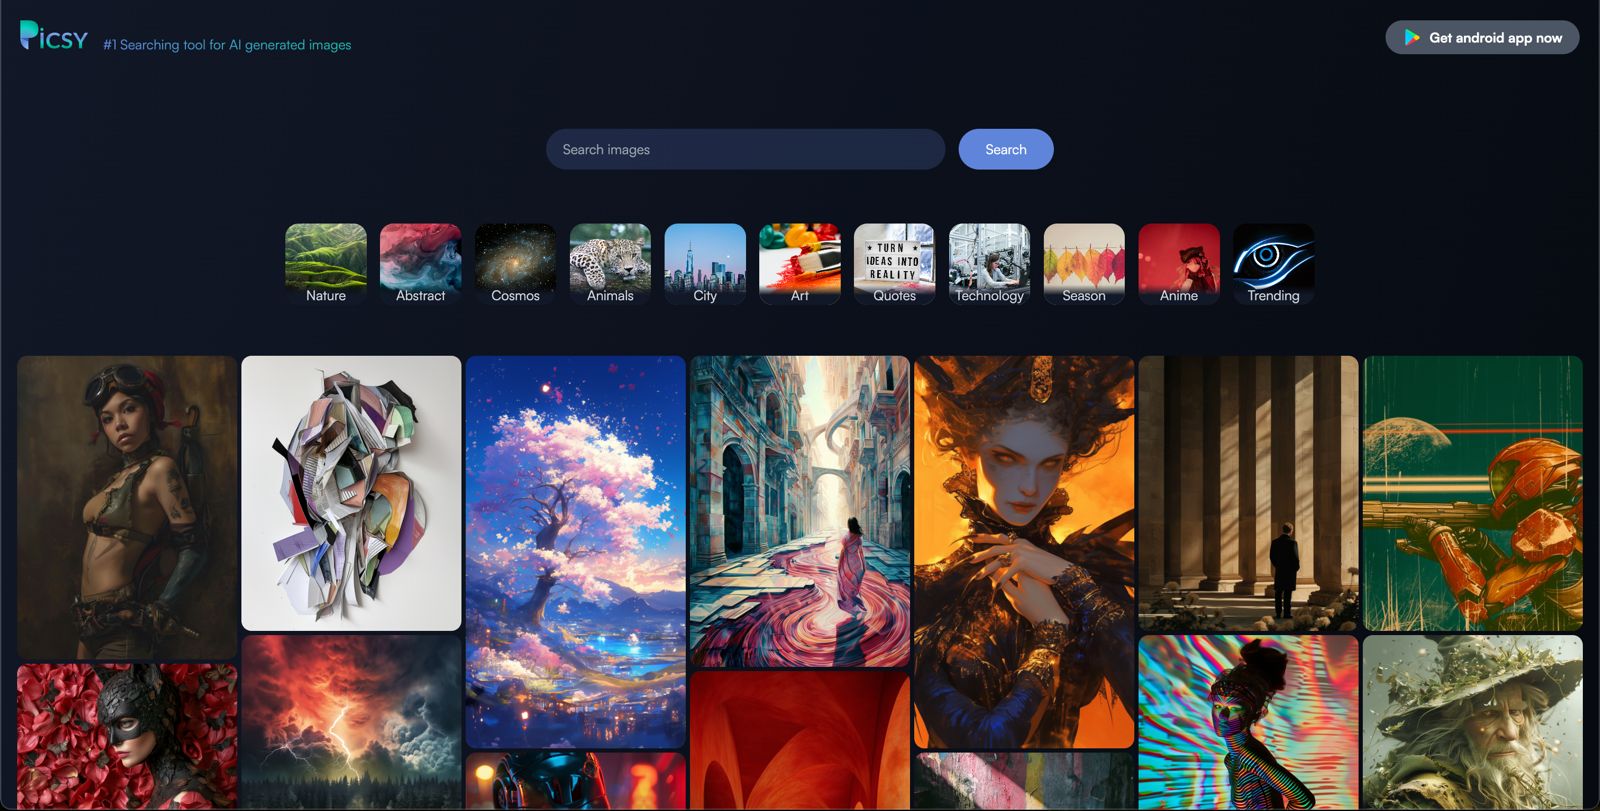 Picsy
#1 Searching tool for AI generated images
Get android app now
Search images
Search
TURN
IDEAS INTO
REALITY
Nature
Abstract
Cosmos
Animals
City
Art
Quotes
Technology
Season
Anime
Trending